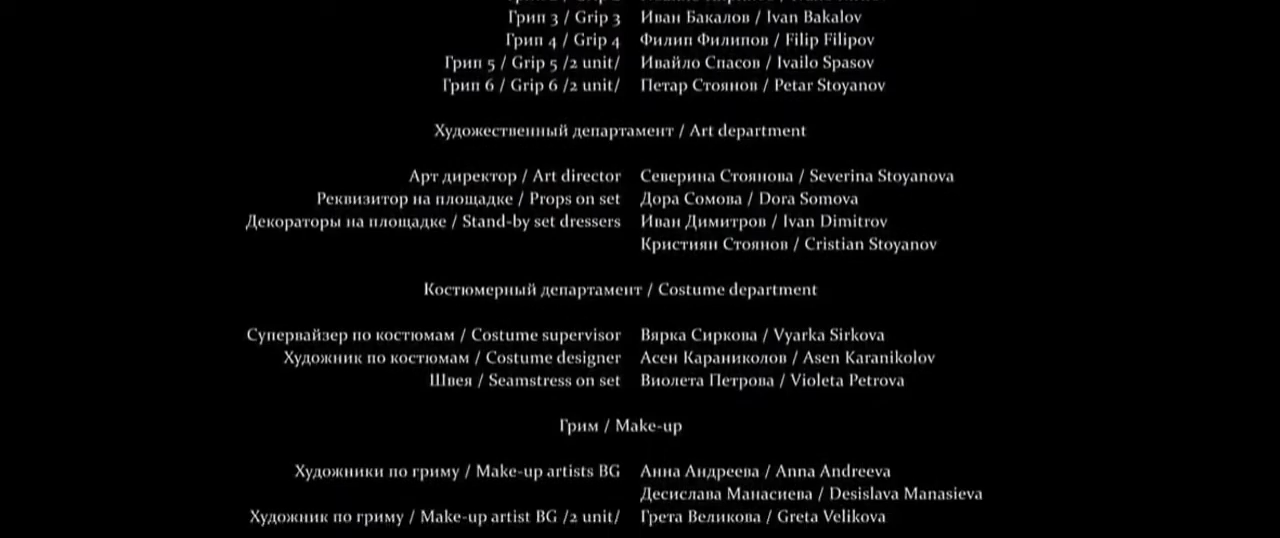 Грип 3 / Grip 3 Иван Бакалов / Ivan Bakalov
Грип 4 / Grip 4 Филип Филипов / Filip Filipov
Грип 5 / Grip 5 /2 unit/ Ивайло Спасов / Ivailo Spasov
Грип 6 / Grip 6 /2 unit/ Петар Стоянов / Petar Stoyanov
Художественный департамент / Art department
Арт директор / Art director Северина Стоянова / Severina Stoyanova
Реквизитор на площадке / Props on set Дора Сомова / Dora Somova
Декораторы на площадке / Stand-by set dressers Иван Димитров / Ivan Dimitrov
Кристиян Стоянов / Cristian Stoyanov
Костюмерный департамент / Costume department
Супервайзер по костюмам / Costume supervisor Вярка Сиркова / Vyarka Sirkova
Художник по костюмам / Costume designer Асен Караниколов / Asen Karanikolov
Швея / Seamstress on set Виолета Петрова / Violeta Petrova
Грим / Make-up
Художники по гриму / Make-up artists BG Анна Андреева / Anna Andreeva
Десислава Манасиева / Desislava Manasieva
Художник по гриму / Make-up artist BG /2 unit/ Грета Великова / Greta Velikova